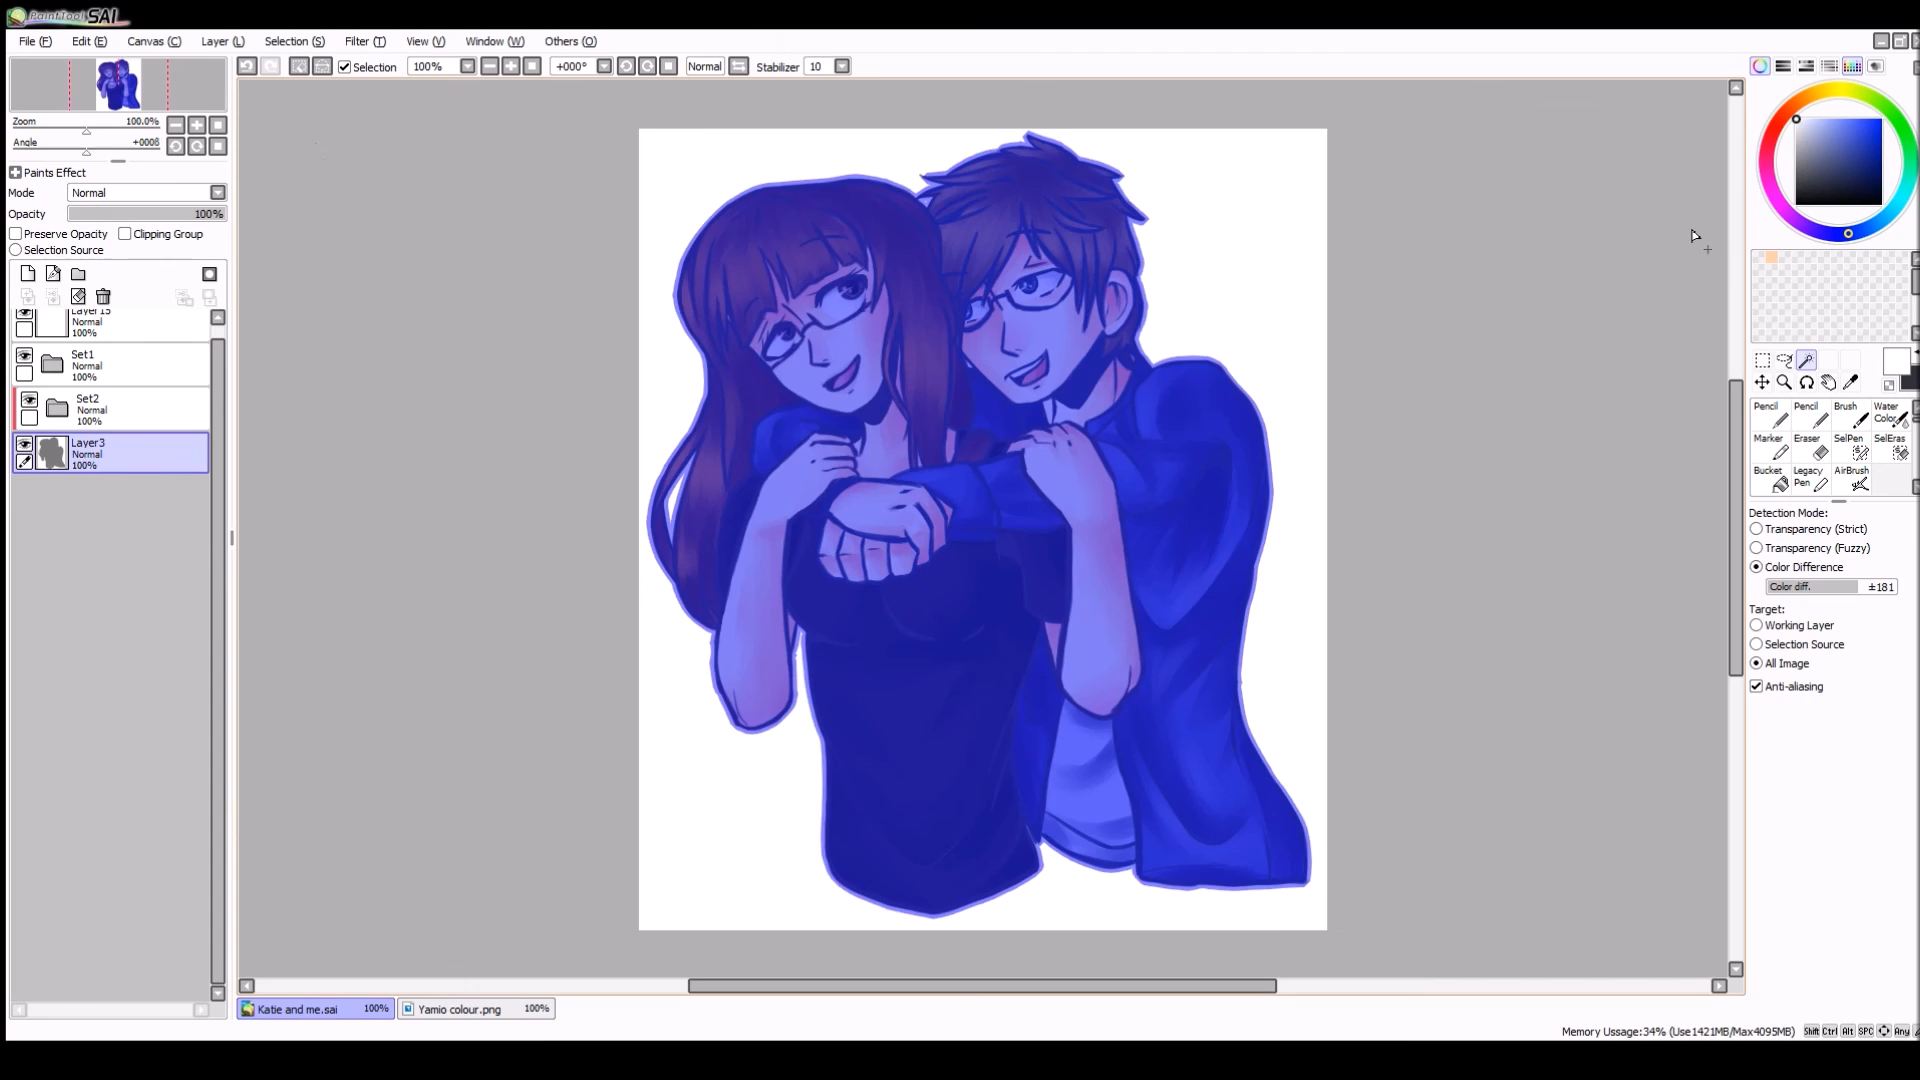 PaintTool SAI
File (F) Edit (E) Canvas (C) Layer (L) Selection (S) Filter (T) View (V) Window (W) Others (O)
Selection 100% +000° Normal Stabilizer 10
Zoom 100.0%
Angle +000
Paints Effect
Mode Normal
Opacity 100%
Preserve Opacity Clipping Group
Selection Source
Layer15
Normal
100%
Set1
Normal
100%
Set2
Normal
100%
Layer3
Normal
100%
Pencil Pencil Brush Water
Color
Marker Eraser SelPen SelEras
Bucket Legacy AirBrush
Pen
Detection Mode:
Transparency (Strict)
Transparency (Fuzzy)
Color Difference
Color diff. ±181
Target:
Working Layer
Selection Source
All Image
Anti-aliasing
Katie and me.sai 100% Yamio colour.png 100%
Memory Ussage:34% (Use1421MB/Max4095MB) Shift Ctrl Alt SPC Any